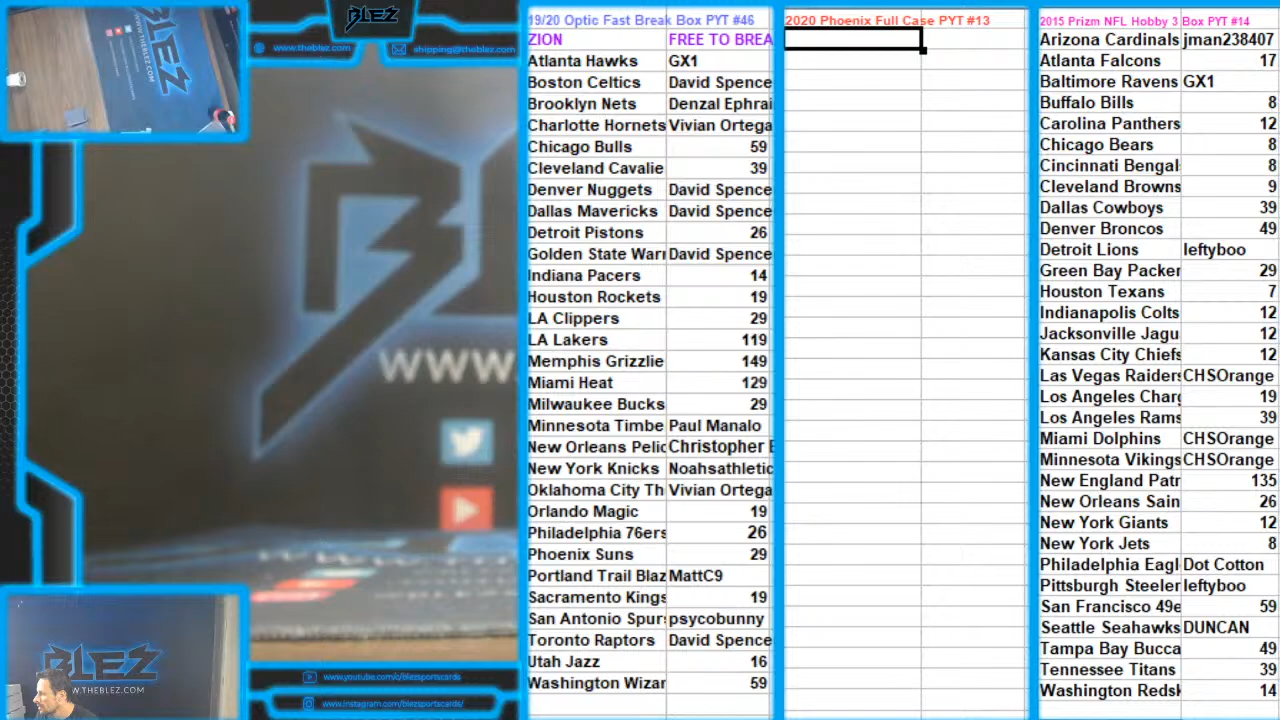 BLEZ
BLEZ
www.theblez.com
shipping@theblez.com
WWW.
BLEZ
WWW.THEBLEZ.COM
www.youtube.com/c/blezsportscards
www.instagram.com/blezsportscards/
19/20 Optic Fast Break Box PYT #46
ZION FREE TO BREA
Atlanta Hawks GX1
Boston Celtics David Spence
Brooklyn Nets Denzal Ephrai
Charlotte Hornets Vivian Ortega
Chicago Bulls 59
Cleveland Cavalie 39
Denver Nuggets David Spence
Dallas Mavericks David Spence
Detroit Pistons 26
Golden State Warr David Spence
Indiana Pacers 14
Houston Rockets 19
LA Clippers 29
LA Lakers 119
Memphis Grizzlie 149
Miami Heat 129
Milwaukee Bucks 29
Minnesota Timbe Paul Manalo
New Orleans Pelic Christopher E
New York Knicks Noahsathletic
Oklahoma City Th Vivian Ortega
Orlando Magic 19
Philadelphia 76ers 26
Phoenix Suns 29
Portland Trail Blaz MattC9
Sacramento Kings 19
San Antonio Spurs psycobunny
Toronto Raptors David Spence
Utah Jazz 16
Washington Wizar 59
2020 Phoenix Full Case PYT #13
2015 Prizm NFL Hobby 3 Box PYT #14
Arizona Cardinals jman238407
Atlanta Falcons 17
Baltimore Ravens GX1
Buffalo Bills 8
Carolina Panthers 12
Chicago Bears 8
Cincinnati Bengal 8
Cleveland Browns 9
Dallas Cowboys 39
Denver Broncos 49
Detroit Lions leftyboo
Green Bay Packer 29
Houston Texans 7
Indianapolis Colts 12
Jacksonville Jagu 12
Kansas City Chiefs 12
Las Vegas Raiders CHSOrange
Los Angeles Charg 19
Los Angeles Rams 39
Miami Dolphins CHSOrange
Minnesota Vikings CHSOrange
New England Patr 135
New Orleans Sain 26
New York Giants 12
New York Jets 8
Philadelphia Eagl Dot Cotton
Pittsburgh Steeler leftyboo
San Francisco 49e 59
Seattle Seahawks DUNCAN
Tampa Bay Bucca 49
Tennessee Titans 39
Washington Redsk 14